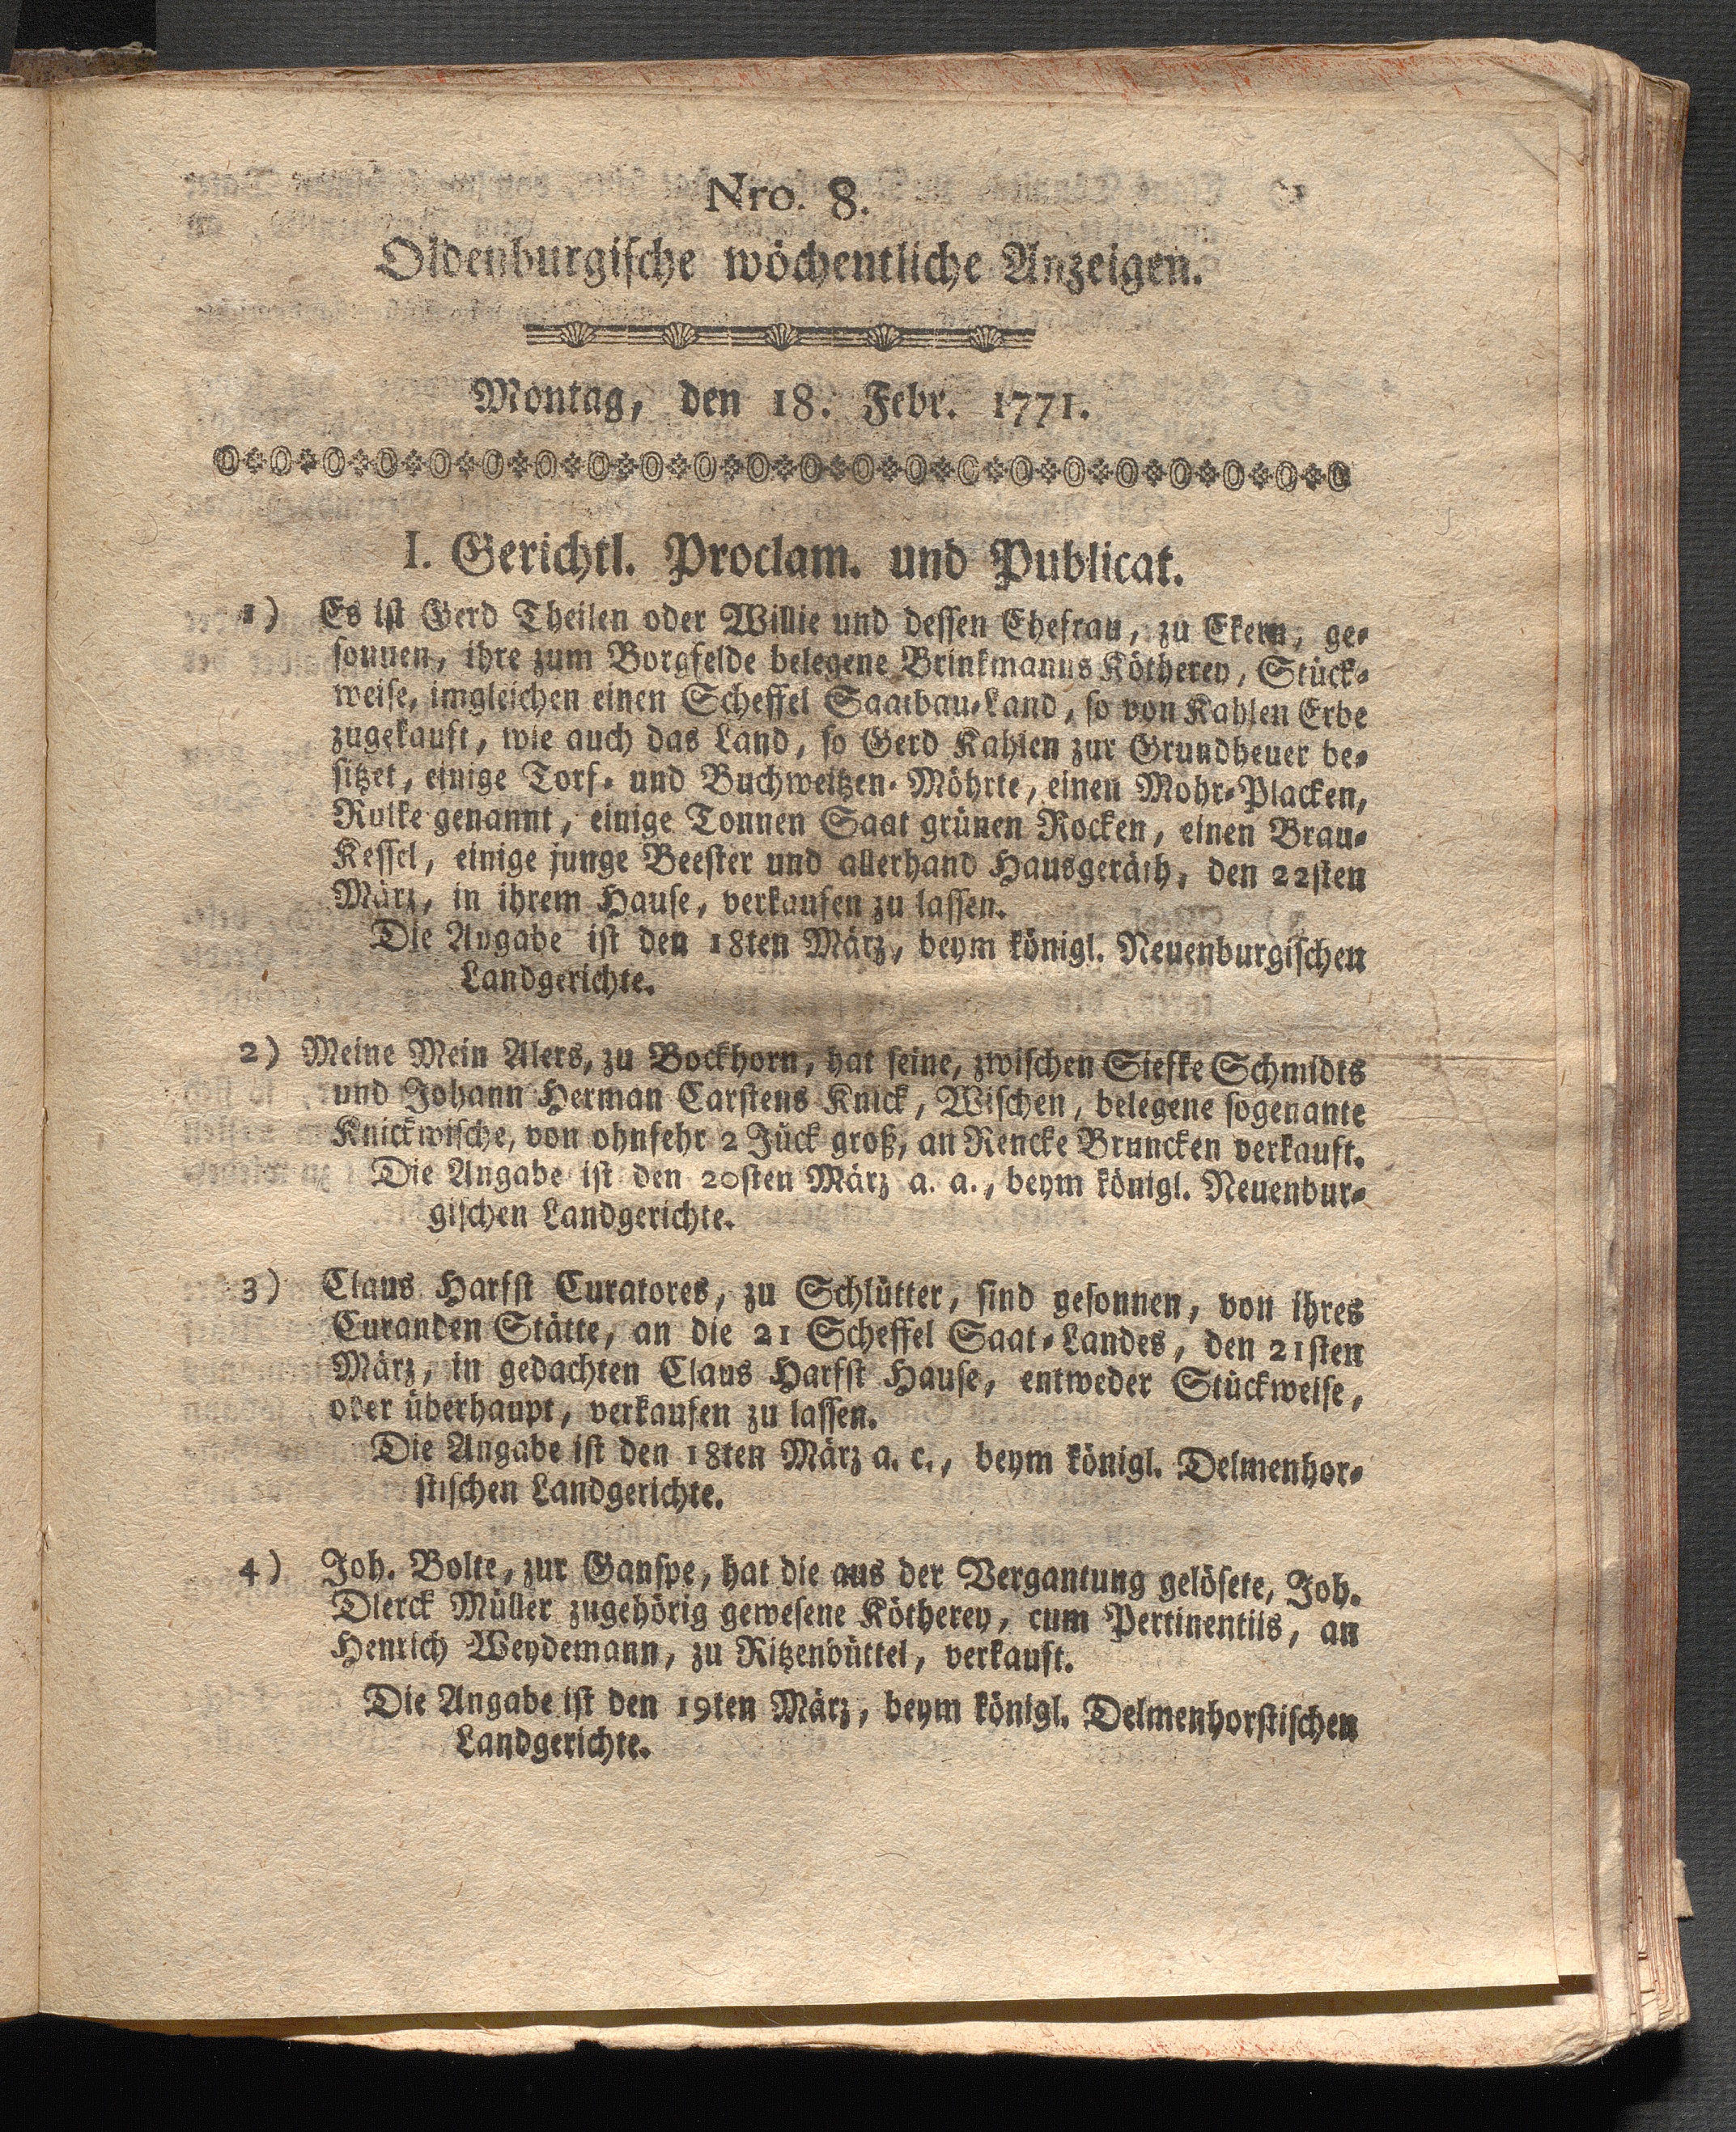 Nro. 8.
Oldenburgische wöchentliche Anzeigen.
Montag, den 18. Febr. 1771.
I. Gerichtl. Proclam. und Publicat.
1) Es ist Gerd Theilen oder Willie und dessen Ehefrau, zu Ekern, ge-
sonnen, ihre zum Borgfelde belegene Brinkmanns Kötherey, Stück-
weise, imgleichen einen Scheffel Saatbau-Land, so von Kahlen Erbe
zugekauft, wie auch das Land, so Gerd Kahlen zur Grundheuer be-
sitzet, einige Torf- und Buchweitzen-Möhrte, einen Mohr-Placken,
Rulke genannt, einige Tonnen Saat grünen Rocken, einen Brau-
Kessel, einige junge Beester und allerhand Hausgeräth, den 22sten
März, in ihrem Hause, verkaufen zu lassen.
Die Angabe ist den 18ten März, beym königl. Neuenburgischen
Landgerichte.
2) Meine Mein Alers, zu Bockhorn, hat seine, zwischen Siefke Schmidts
und Johann Herman Carstens Knick, Wischen, belegene sogenante
Knickwische, von ohnfehr 2 Jück groß, an Rencke Bruncken verkauft.
Die Angabe ist den 20sten März a. a., beym königl. Neuenbur-
gischen Landgerichte.
3) Claus Harfst Curatores, zu Schlütter, sind gesonnen, von ihres
Curanden Stätte, an die 21 Scheffel Saat-Landes, den 21sten
März, in gedachten Claus Harfst Hause, entweder Stückweise,
oder überhaupt, verkaufen zu lassen.
Die Angabe ist den 18ten März a. c., beym königl. Delmenhor-
stischen Landgerichte.
4) Joh. Bolte, zur Ganspe, hat die aus der Vergantung gelösete, Joh.
Dierck Müller zugehörig gewesene Kötherey, cum Pertinentiis, an
Henrich Weydemann, zu Ritzenbüttel, verkauft.
Die Angabe ist den 19ten März, beym königl. Delmenhorstischen
Landgerichte.